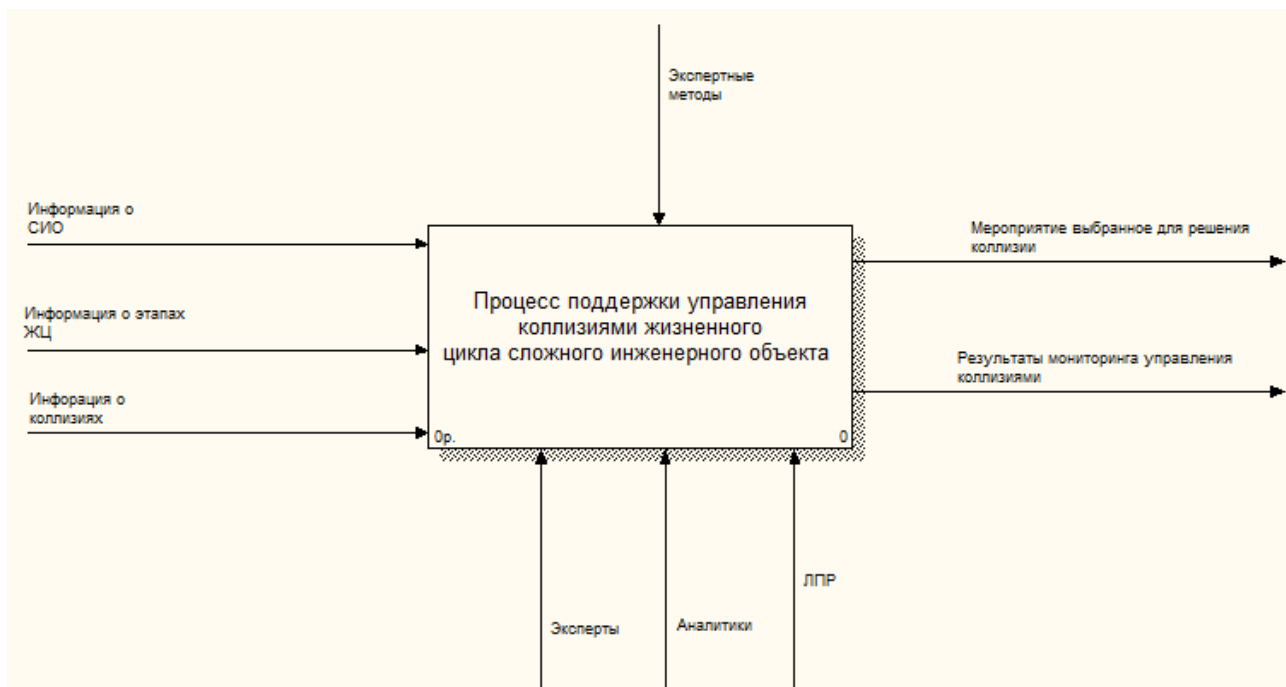 Экспертные
методы
Информация о
СИО
Мероприятие выбранное для решения
коллизии
Процесс поддержки управления
коллизиями жизненного
цикла сложного инженерного объекта
Информация о этапах
ЖЦ
Результаты мониторинга управления
коллизиями
Инфорация о
коллизиях
0р.
0
ЛПР
Эксперты
Аналитики